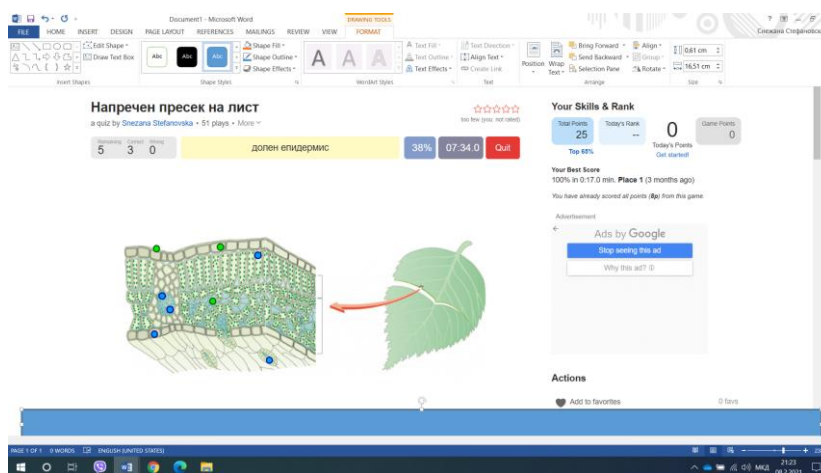 Document1 - Microsoft Word
DRAWING TOOLS
FILE HOME INSERT DESIGN PAGE LAYOUT REFERENCES MAILINGS REVIEW VIEW FORMAT
Снежана Стефановск
Edit Shape
Draw Text Box
Abc Abc Abc
Shape Fill
Shape Outline
Shape Effects
A A A
Text Fill
Text Outline
Text Effects
Text Direction
Align Text
Create Link
Position
Wrap Text
Bring Forward
Send Backward
Selection Pane
Align
Group
Rotate
0,61 cm
16,51 cm
Insert Shapes Shape Styles WordArt Styles Text Arrange Size
Напречен пресек на лист
a quiz by Snezana Stefanovska • 51 plays • More
too few (you: not rated)
Remaining Correct Wrong
5 3 0
долен епидермис
38% 07:34.0 Quit
Your Skills & Rank
Total Points Today's Rank Game Points
25 -- 0 0
Today's Points
Top 68% Get started!
Your Best Score
100% in 0:17.0 min. Place 1 (3 months ago)
You have already scored all points (8p) from this game.
Advertisement
Ads by Google
Stop seeing this ad
Why this ad?
Actions
Add to favorites 0 favs
PAGE 1 OF 1 0 WORDS ENGLISH (UNITED STATES)
МКД
21:23
08.2.2021